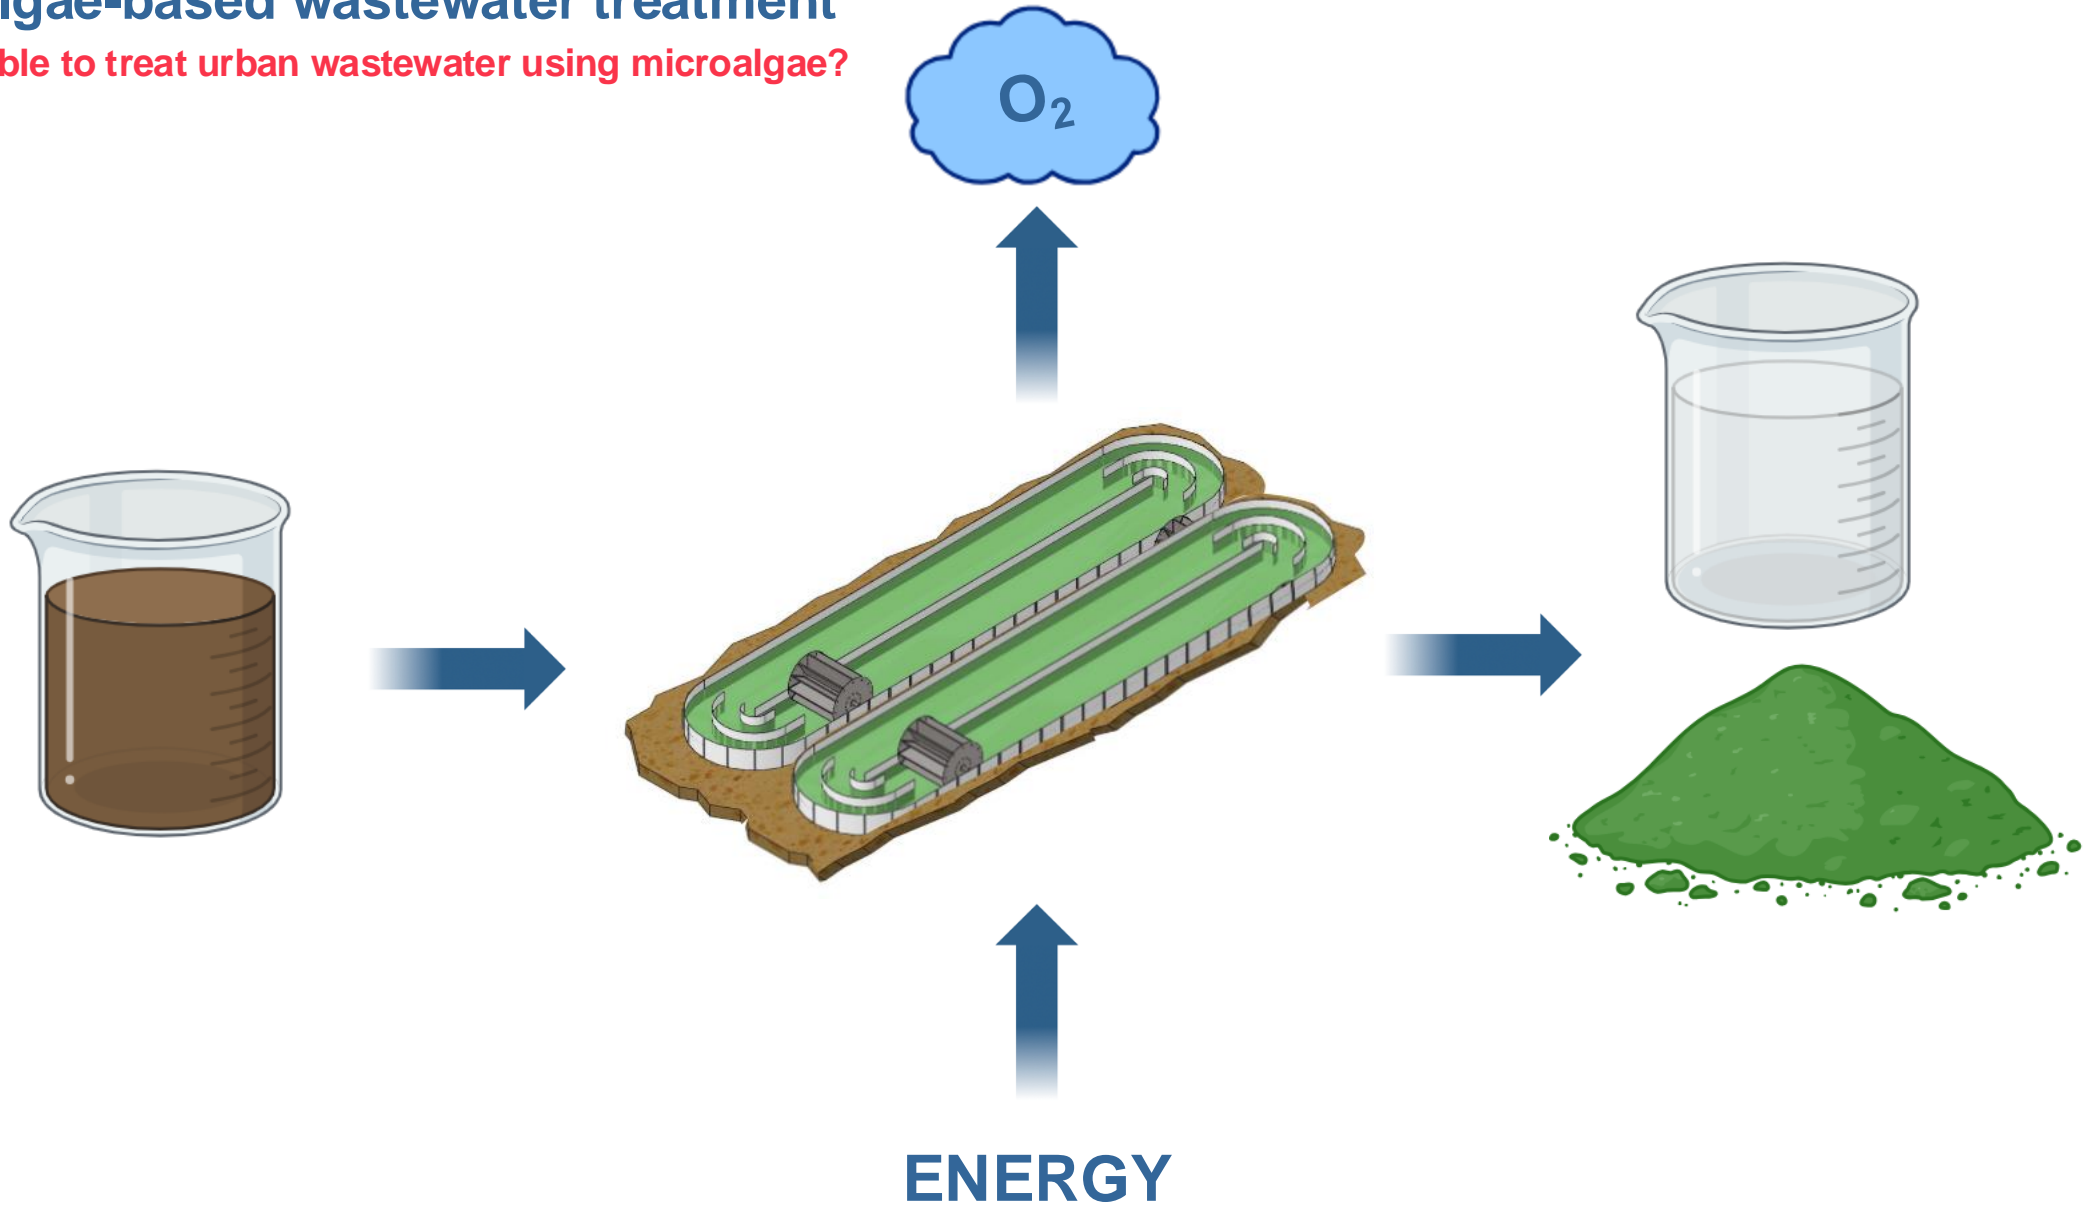 lgae-based wastewater treatment
ble to treat urban wastewater using microalgae?
O₂
ENERGY